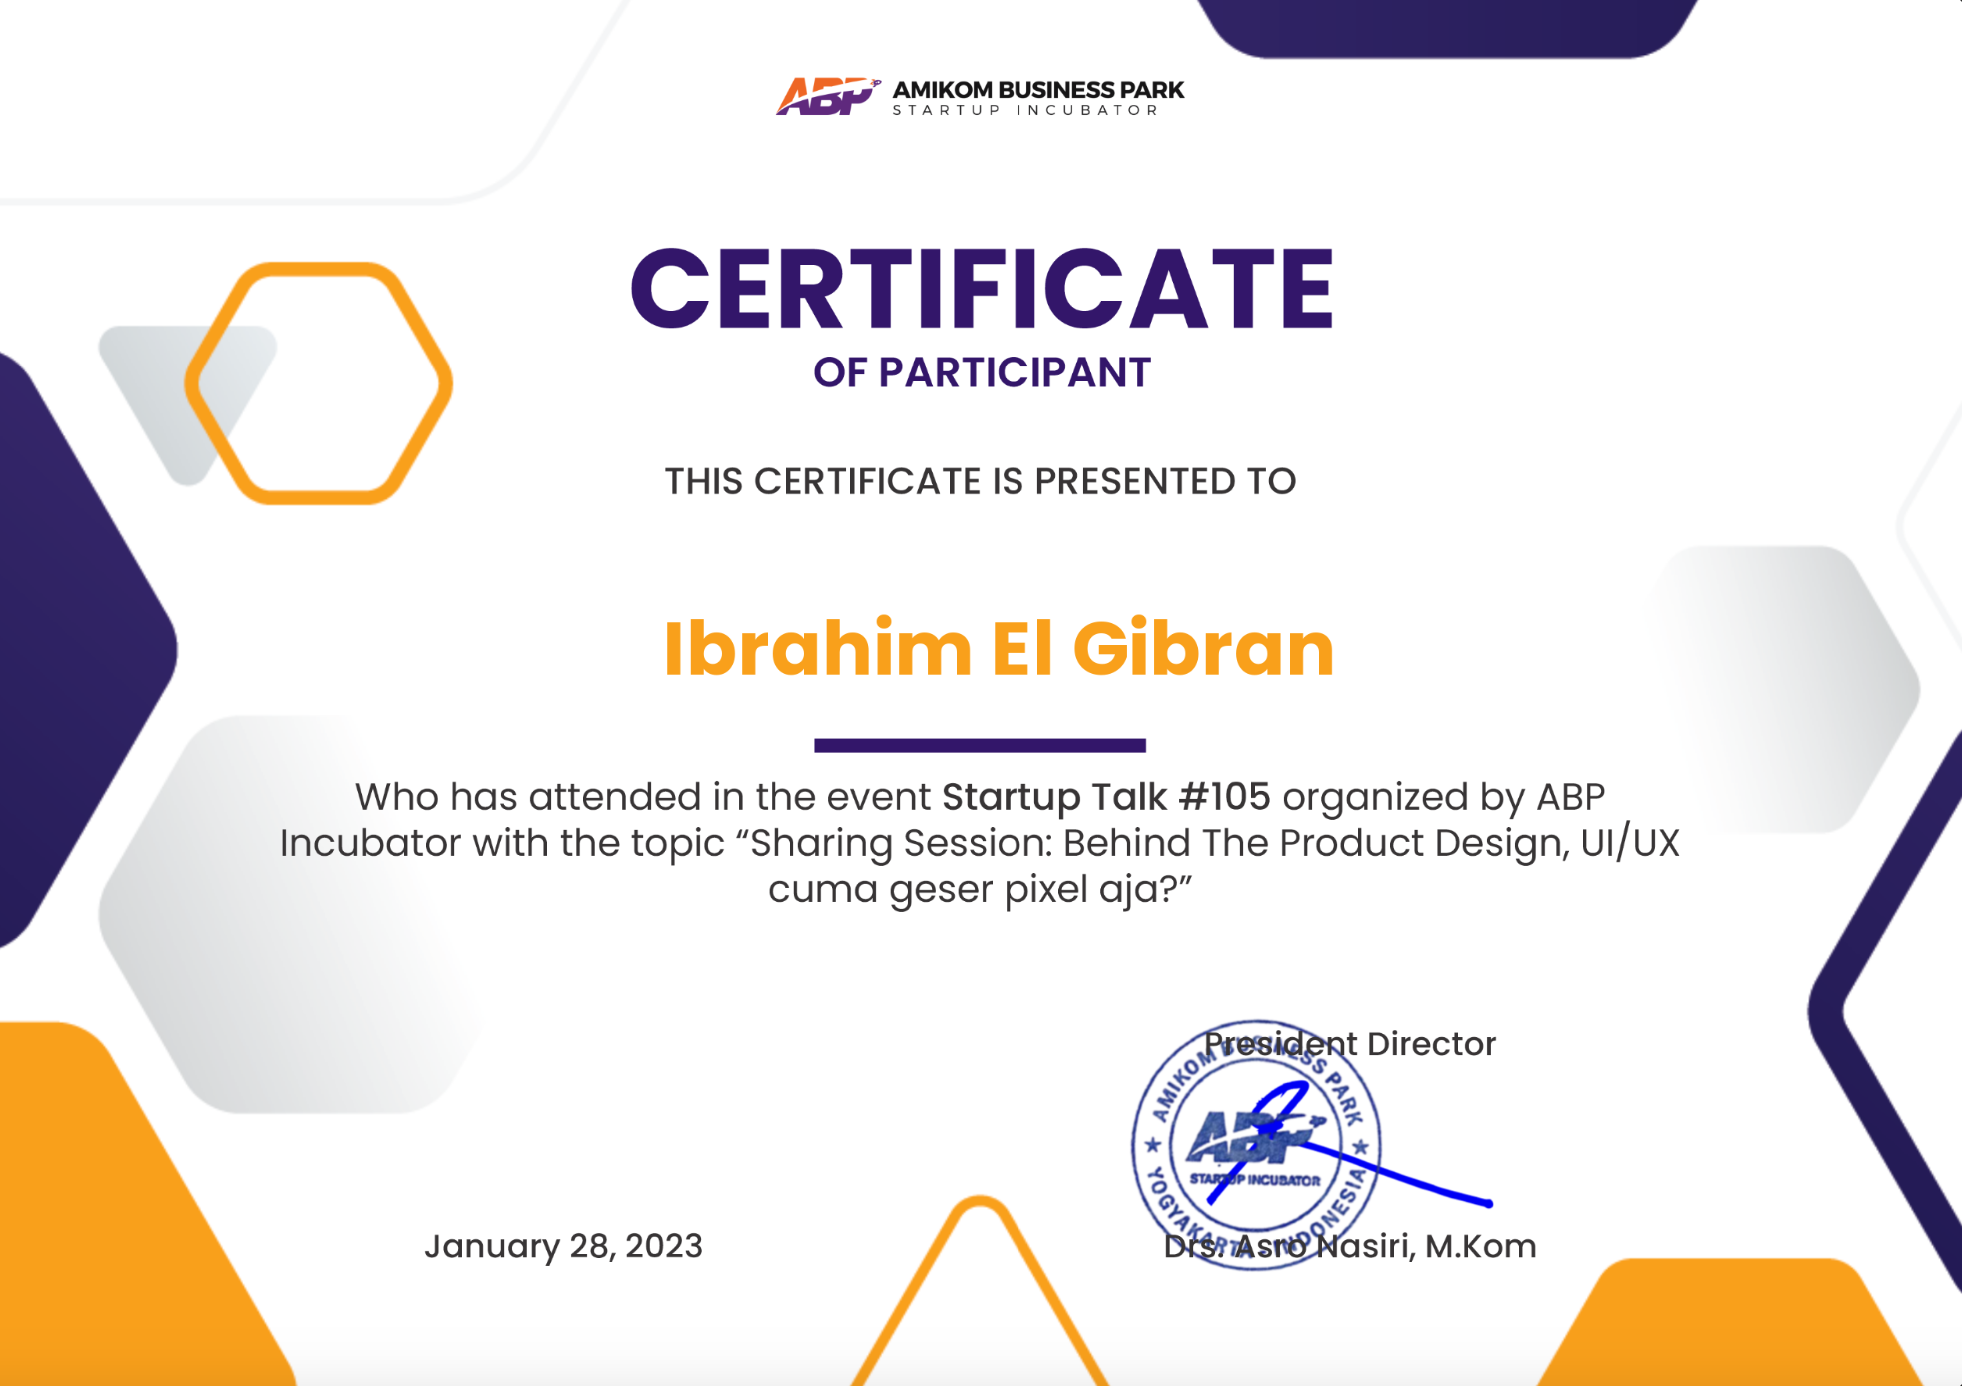 ABP AMIKOM BUSINESS PARK
STARTUP INCUBATOR
CERTIFICATE
OF PARTICIPANT
THIS CERTIFICATE IS PRESENTED TO
Ibrahim El Gibran
Who has attended in the event Startup Talk #105 organized by ABP
Incubator with the topic “Sharing Session: Behind The Product Design, UI/UX
cuma geser pixel aja?”
President Director
AMIKOM BUSINESS PARK
ABP
STARTUP INCUBATOR
YOGYAKARTA - INDONESIA
January 28, 2023
Drs. Asro Nasiri, M.Kom